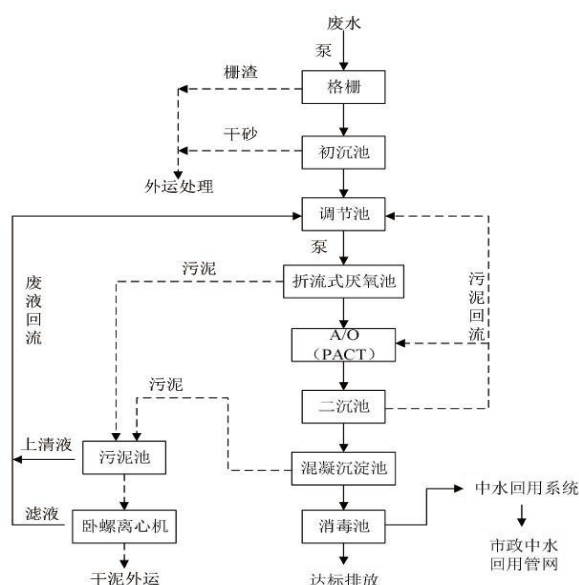 废水
泵
栅渣
格栅
干砂
初沉池
外运处理
调节池
泵
污泥
折流式厌氧池
废液回流
污泥回流
A/O
（PACT）
污泥
二沉池
上清液
污泥池
混凝沉淀池
中水回用系统
滤液
卧螺离心机
消毒池
市政中水
回用管网
干泥外运
达标排放